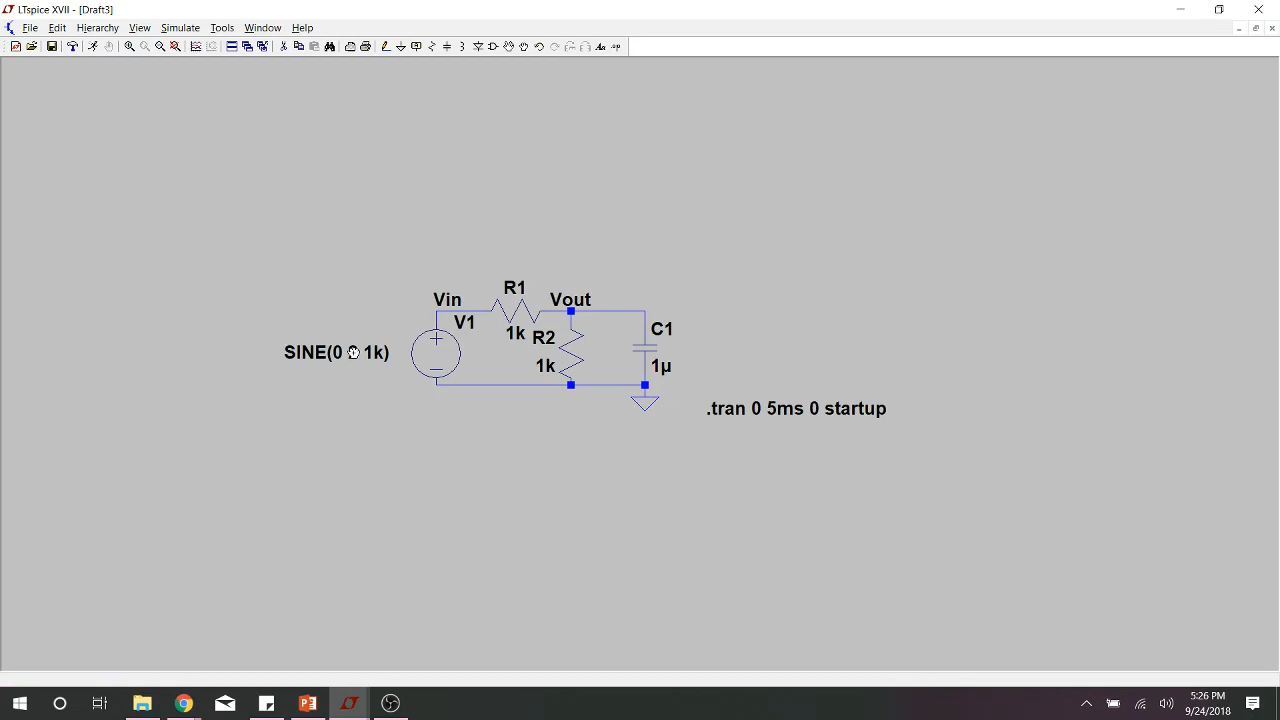 LTspice XVII - [Draft3]
File Edit Hierarchy View Simulate Tools Window Help
R1
Vin
Vout
V1
C1
1k
R2
SINE(0 1k)
1k
1µ
.tran 0 5ms 0 startup
5:26 PM
9/24/2018